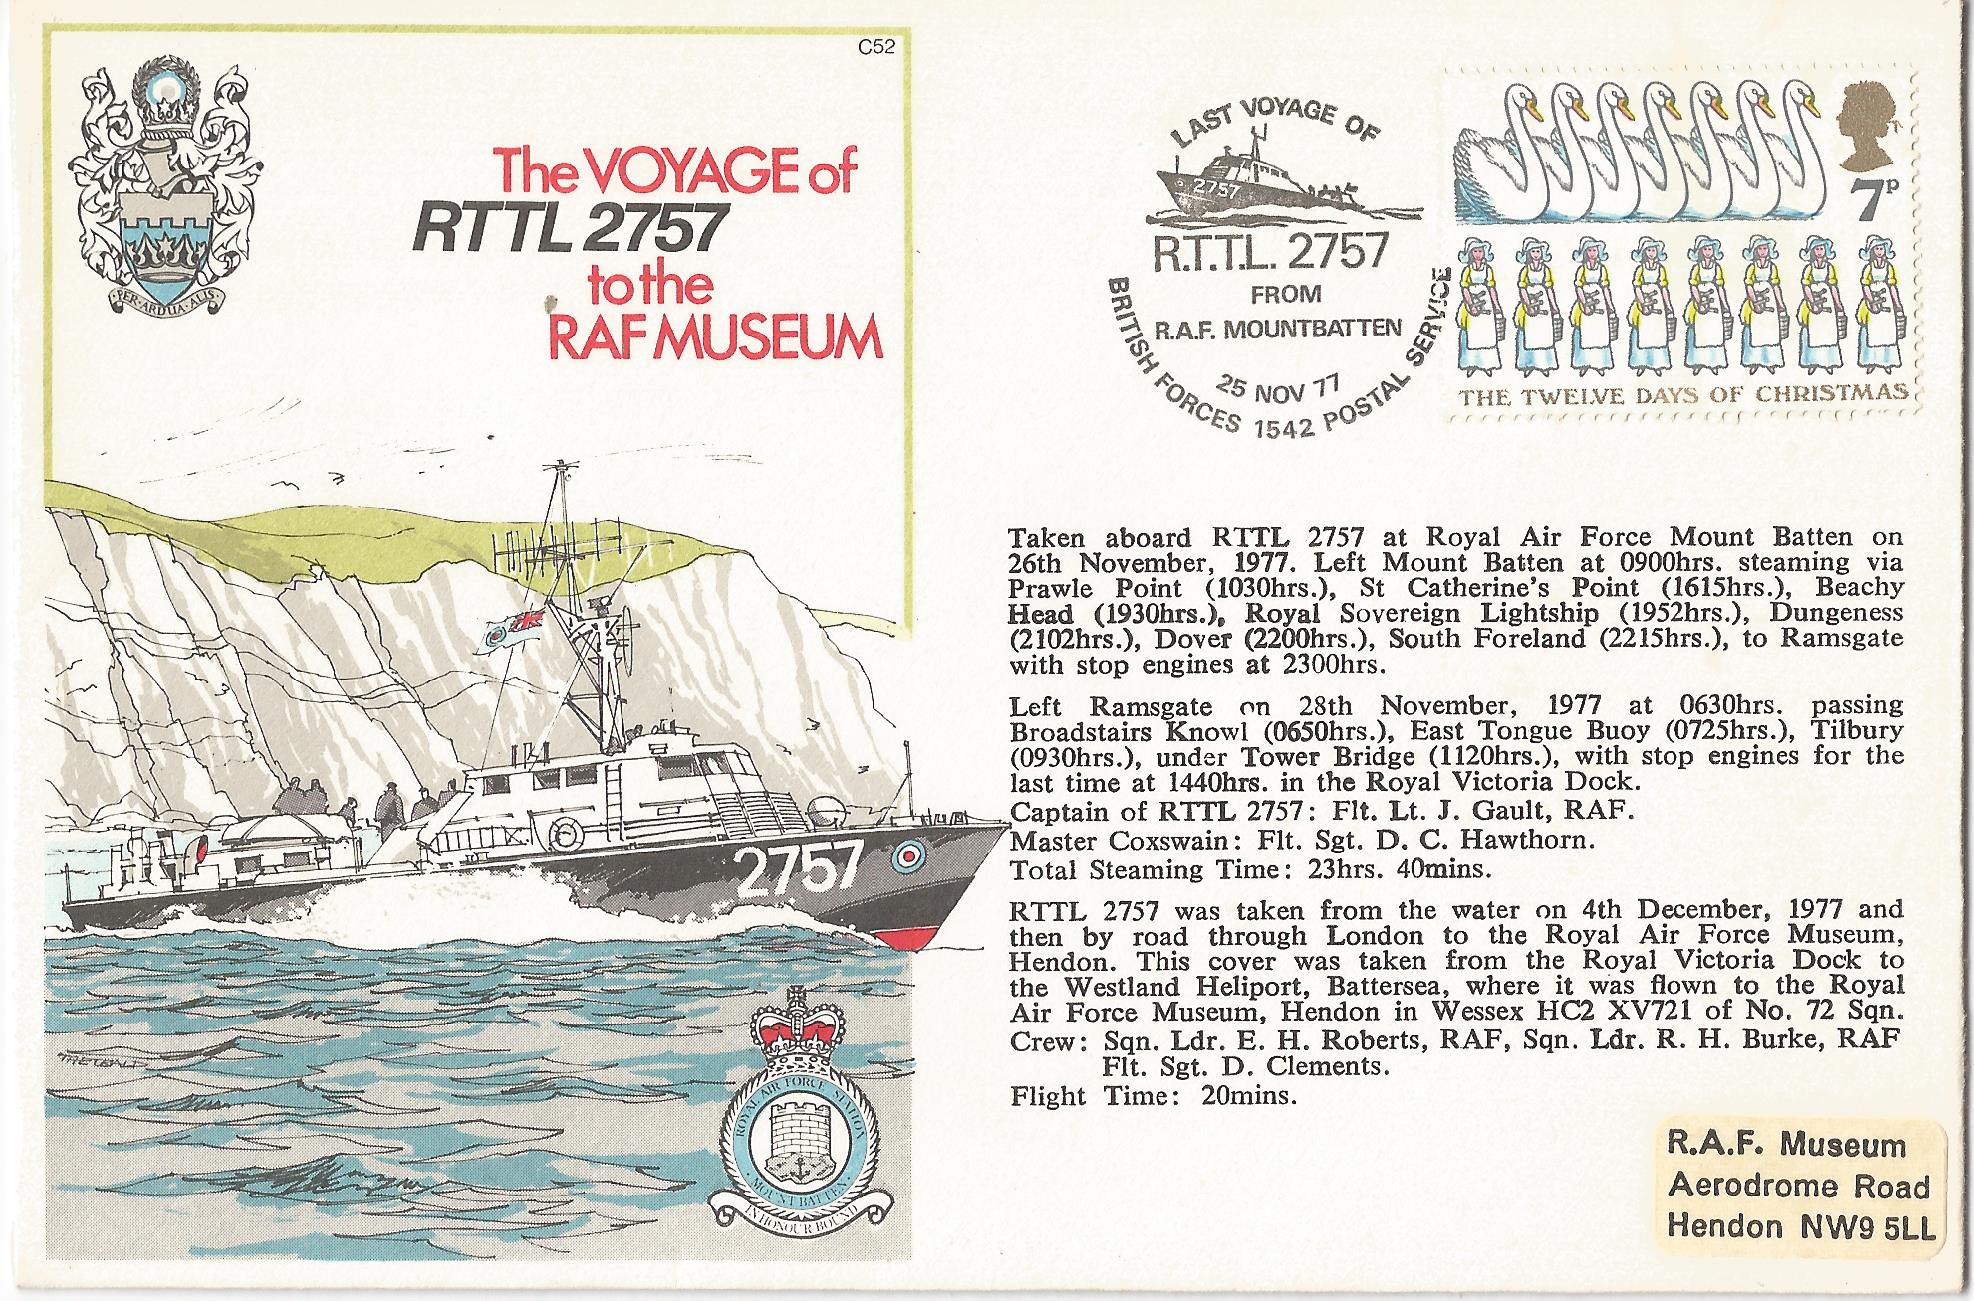 C52
PER·ARDUA·ALIS
The VOYAGE of
RTTL 2757
to the
RAF MUSEUM
2757
ROYAL AIR FORCE STATION
MOUNT BATTEN
IN HONOUR BOUND
LAST VOYAGE OF
2757
R.T.T.L. 2757
FROM
R.A.F. MOUNTBATTEN
25 NOV 77
BRITISH FORCES 1542 POSTAL SERVICE
7P
THE TWELVE DAYS OF CHRISTMAS
Taken aboard RTTL 2757 at Royal Air Force Mount Batten on
26th November, 1977. Left Mount Batten at 0900hrs. steaming via
Prawle Point (1030hrs.), St Catherine's Point (1615hrs.), Beachy
Head (1930hrs.), Royal Sovereign Lightship (1952hrs.), Dungeness
(2102hrs.), Dover (2200hrs.), South Foreland (2215hrs.), to Ramsgate
with stop engines at 2300hrs.
Left Ramsgate on 28th November, 1977 at 0630hrs. passing
Broadstairs Knowl (0650hrs.), East Tongue Buoy (0725hrs.), Tilbury
(0930hrs.), under Tower Bridge (1120hrs.), with stop engines for the
last time at 1440hrs. in the Royal Victoria Dock.
Captain of RTTL 2757: Flt. Lt. J. Gault, RAF.
Master Coxswain: Flt. Sgt. D. C. Hawthorn.
Total Steaming Time: 23hrs. 40mins.
RTTL 2757 was taken from the water on 4th December, 1977 and
then by road through London to the Royal Air Force Museum,
Hendon. This cover was taken from the Royal Victoria Dock to
the Westland Heliport, Battersea, where it was flown to the Royal
Air Force Museum, Hendon in Wessex HC2 XV721 of No. 72 Sqn.
Crew: Sqn. Ldr. E. H. Roberts, RAF, Sqn. Ldr. R. H. Burke, RAF
Flt. Sgt. D. Clements.
Flight Time: 20mins.
R.A.F. Museum
Aerodrome Road
Hendon NW9 5LL